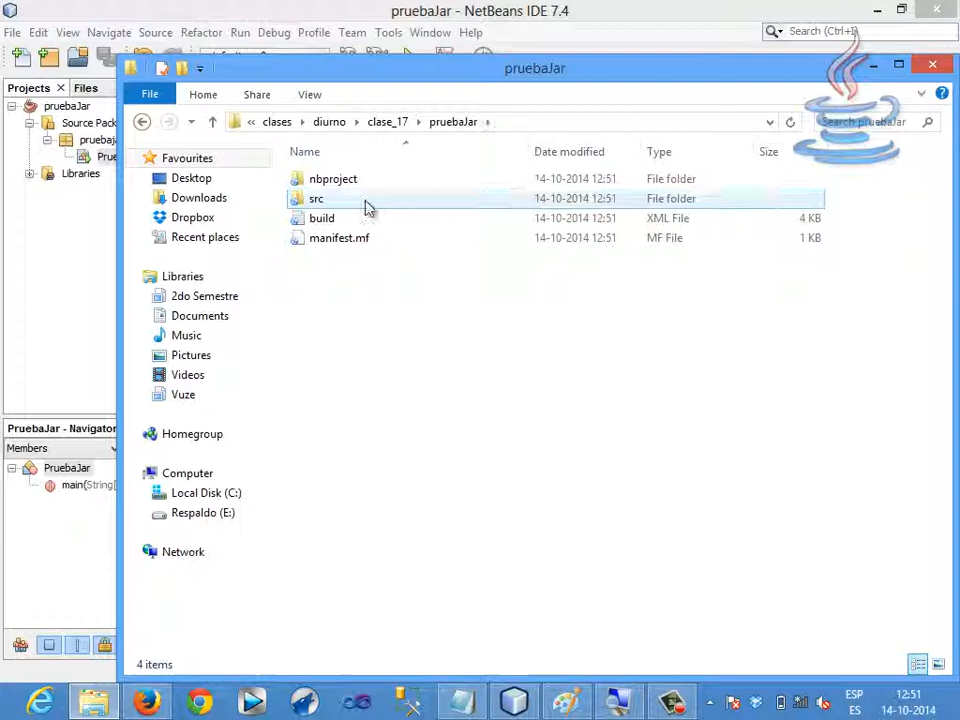 pruebaJar - NetBeans IDE 7.4
File Edit View Navigate Source Refactor Run Debug Profile Team Tools Window Help
Search (Ctrl+I)
Projects Files
pruebaJar
Source Pack
pruebaj
Prue
Libraries
PruebaJar - Navigator
Members
PruebaJar
main(String[]
pruebaJar
File Home Share View
« clases diurno clase_17 pruebaJar
Search pruebaJar
Name Date modified Type Size
nbproject 14-10-2014 12:51 File folder
src 14-10-2014 12:51 File folder
build 14-10-2014 12:51 XML File 4 KB
manifest.mf 14-10-2014 12:51 MF File 1 KB
Favourites
Desktop
Downloads
Dropbox
Recent places
Libraries
2do Semestre
Documents
Music
Pictures
Videos
Vuze
Homegroup
Computer
Local Disk (C:)
Respaldo (E:)
Network
4 items
ESP
ES
12:51
14-10-2014